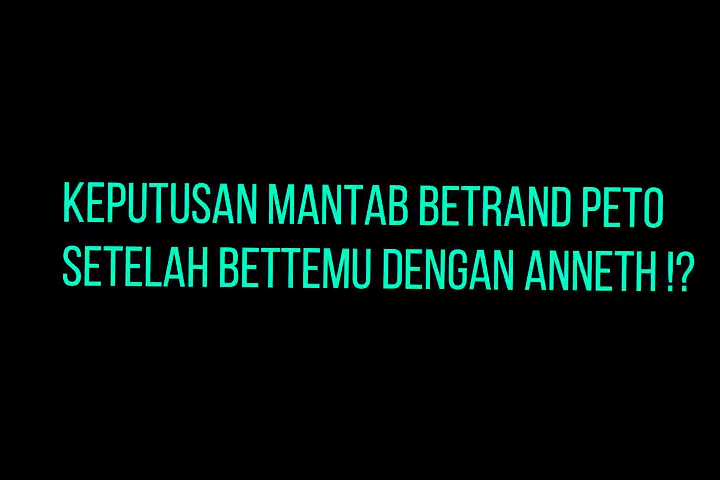 KEPUTUSAN MANTAB BETRAND PETO
SETELAH BETTEMU DENGAN ANNETH !?